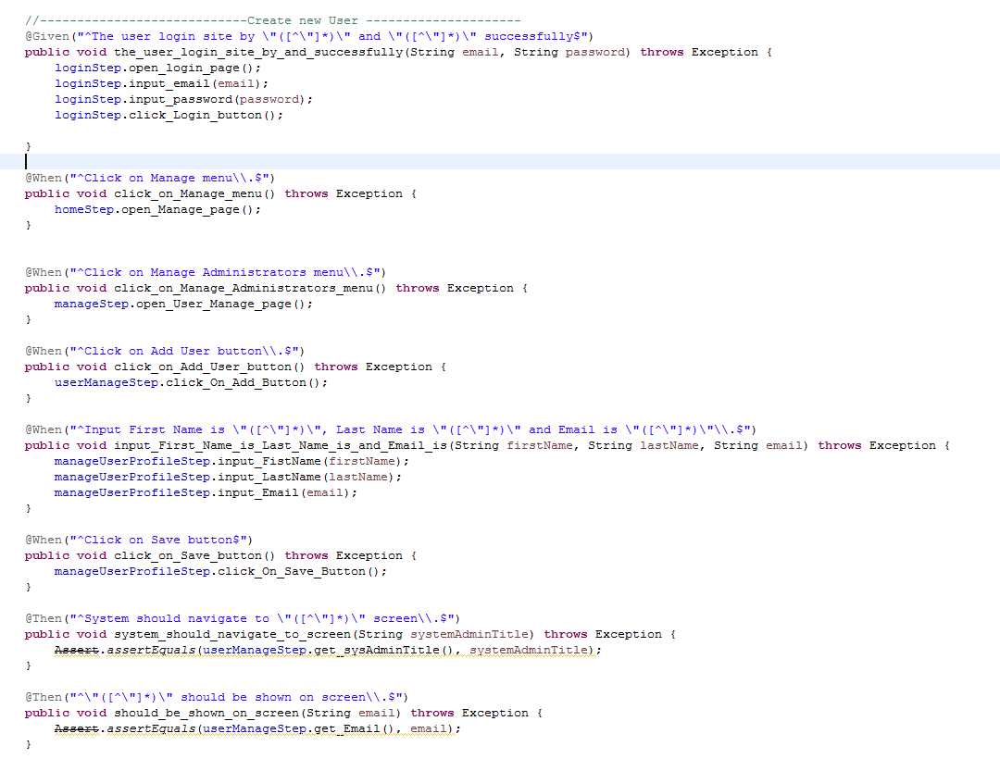 //----------------------------Create new User ---------------------
@Given("^The user login site by \"([^\"]*)\" and \"([^\"]*)\" successfully$")
public void the_user_login_site_by_and_successfully(String email, String password) throws Exception {
    loginStep.open_login_page();
    loginStep.input_email(email);
    loginStep.input_password(password);
    loginStep.click_Login_button();

}

@When("^Click on Manage menu\\.$")
public void click_on_Manage_menu() throws Exception {
    homeStep.open_Manage_page();
}


@When("^Click on Manage Administrators menu\\.$")
public void click_on_Manage_Administrators_menu() throws Exception {
    manageStep.open_User_Manage_page();
}

@When("^Click on Add User button\\.$")
public void click_on_Add_User_button() throws Exception {
    userManageStep.click_On_Add_Button();
}

@When("^Input First Name is \"([^\"]*)\", Last Name is \"([^\"]*)\" and Email is \"([^\"]*)\"\\.$")
public void input_First_Name_is_Last_Name_is_and_Email_is(String firstName, String lastName, String email) throws Exception {
    manageUserProfileStep.input_FistName(firstName);
    manageUserProfileStep.input_LastName(lastName);
    manageUserProfileStep.input_Email(email);
}

@When("^Click on Save button$")
public void click_on_Save_button() throws Exception {
    manageUserProfileStep.click_On_Save_Button();
}

@Then("^System should navigate to \"([^\"]*)\" screen\\.$")
public void system_should_navigate_to_screen(String systemAdminTitle) throws Exception {
    Assert.assertEquals(userManageStep.get_sysAdminTitle(), systemAdminTitle);
}

@Then("^\"([^\"]*)\" should be shown on screen\\.$")
public void should_be_shown_on_screen(String email) throws Exception {
    Assert.assertEquals(userManageStep.get_Email(), email);
}